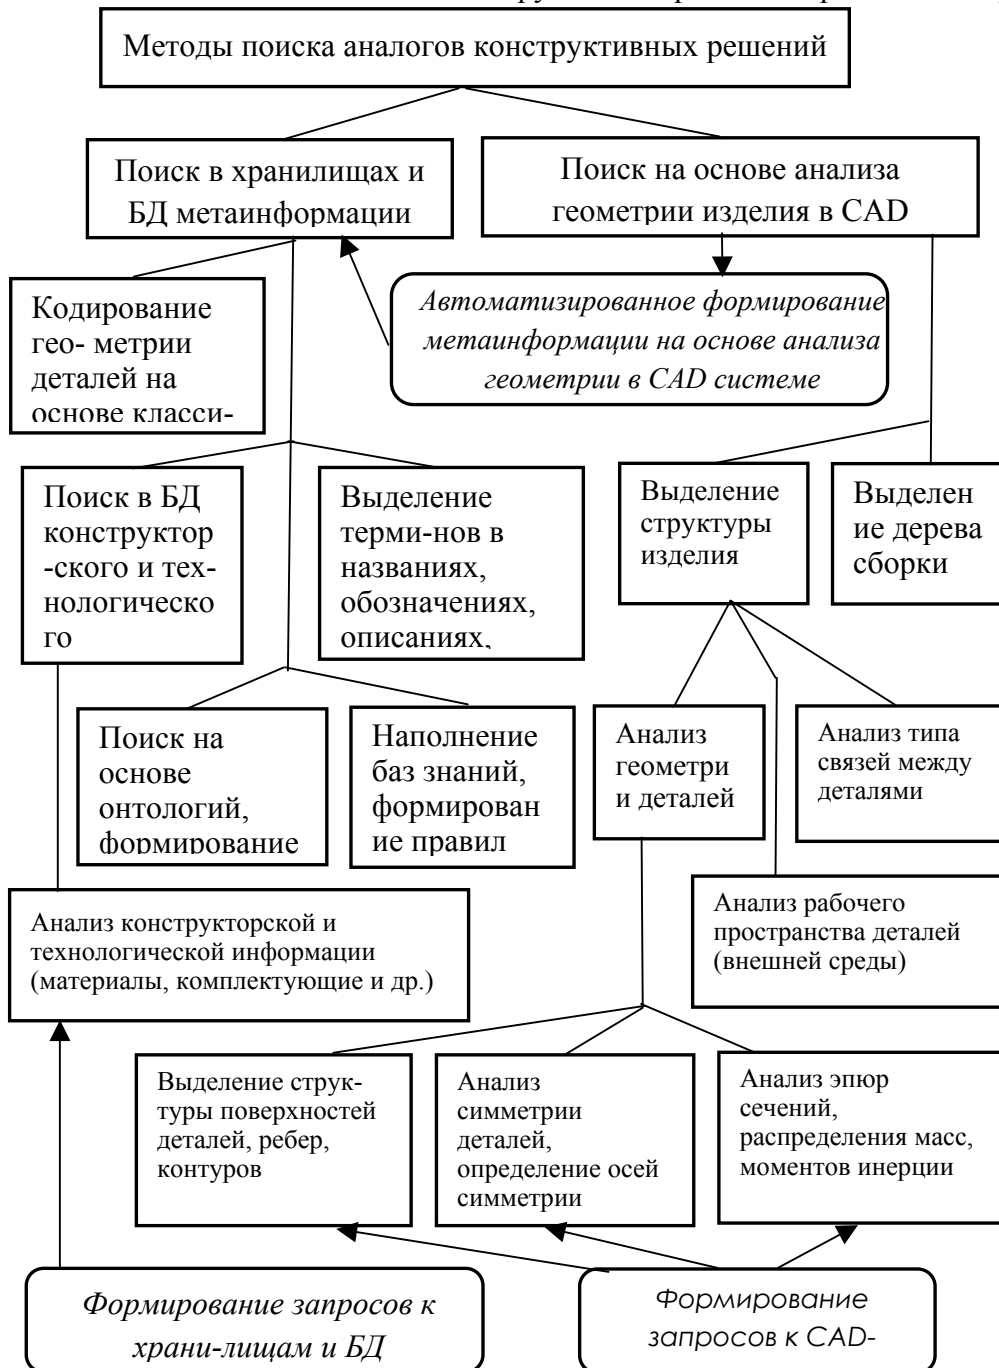 Методы поиска аналогов конструктивных решений
Поиск в хранилищах и
БД метаинформации
Поиск на основе анализа
геометрии изделия в CAD
Кодирование
гео- метрии
деталей на
основе класси-
Автоматизированное формирование
метаинформации на основе анализа
геометрии в CAD системе
Поиск в БД
конструктор
-ского и тех-
нологическо
го
Выделение
терми-нов в
названиях,
обозначениях,
описаниях,
Выделение
структуры
изделия
Выделен
ие дерева
сборки
Поиск на
основе
онтологий,
формирование
Наполнение
баз знаний,
формирован
ие правил
Анализ
геометри
и деталей
Анализ типа
связей между
деталями
Анализ конструкторской и
технологической информации
(материалы, комплектующие и др.)
Анализ рабочего
пространства деталей
(внешней среды)
Выделение струк-
туры поверхностей
деталей, ребер,
контуров
Анализ
симметрии
деталей,
определение осей
симметрии
Анализ эпюр
сечений,
распределения масс,
моментов инерции
Формирование запросов к
храни-лищам и БД
Формирование
запросов к CAD-